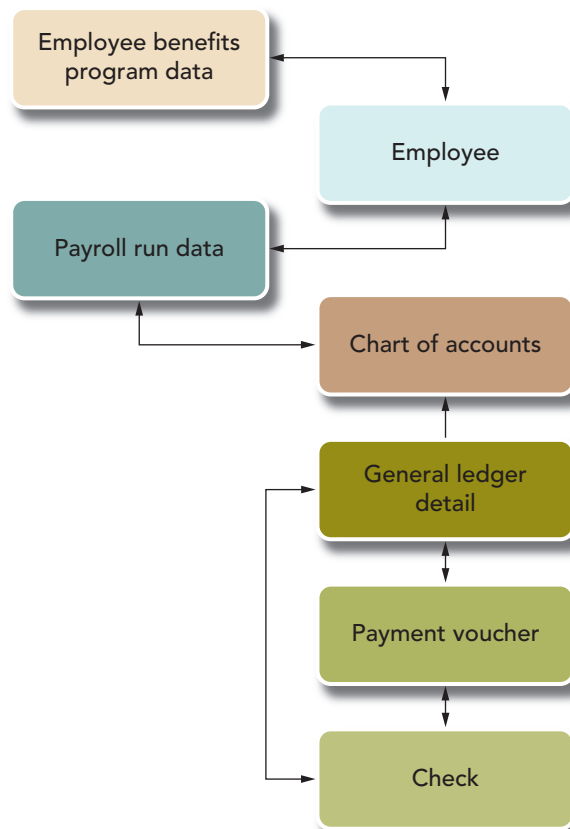 Employee benefits
program data
Employee
Payroll run data
Chart of accounts
General ledger
detail
Payment voucher
Check